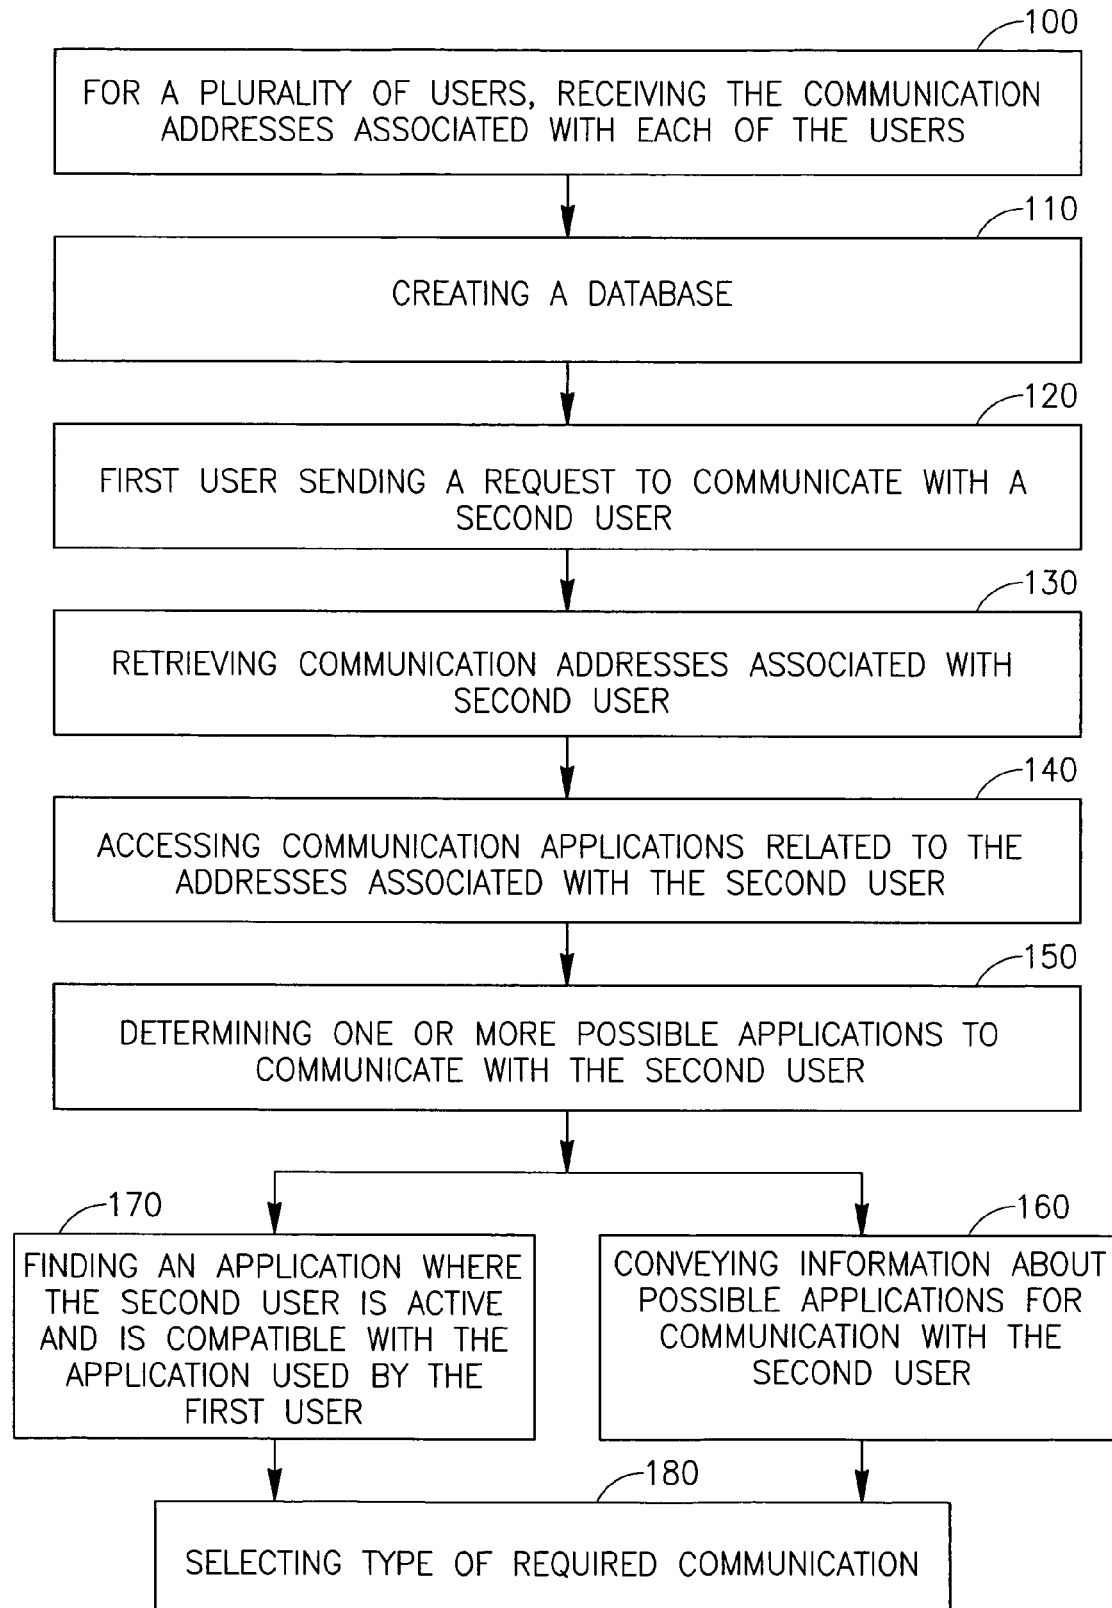 100
FOR A PLURALITY OF USERS, RECEIVING THE COMMUNICATION
ADDRESSES ASSOCIATED WITH EACH OF THE USERS
110
CREATING A DATABASE
120
FIRST USER SENDING A REQUEST TO COMMUNICATE WITH A
SECOND USER
130
RETRIEVING COMMUNICATION ADDRESSES ASSOCIATED WITH
SECOND USER
140
ACCESSING COMMUNICATION APPLICATIONS RELATED TO THE
ADDRESSES ASSOCIATED WITH THE SECOND USER
150
DETERMINING ONE OR MORE POSSIBLE APPLICATIONS TO
COMMUNICATE WITH THE SECOND USER
170
FINDING AN APPLICATION WHERE
THE SECOND USER IS ACTIVE
AND IS COMPATIBLE WITH THE
APPLICATION USED BY THE
FIRST USER
160
CONVEYING INFORMATION ABOUT
POSSIBLE APPLICATIONS FOR
COMMUNICATION WITH THE
SECOND USER
180
SELECTING TYPE OF REQUIRED COMMUNICATION